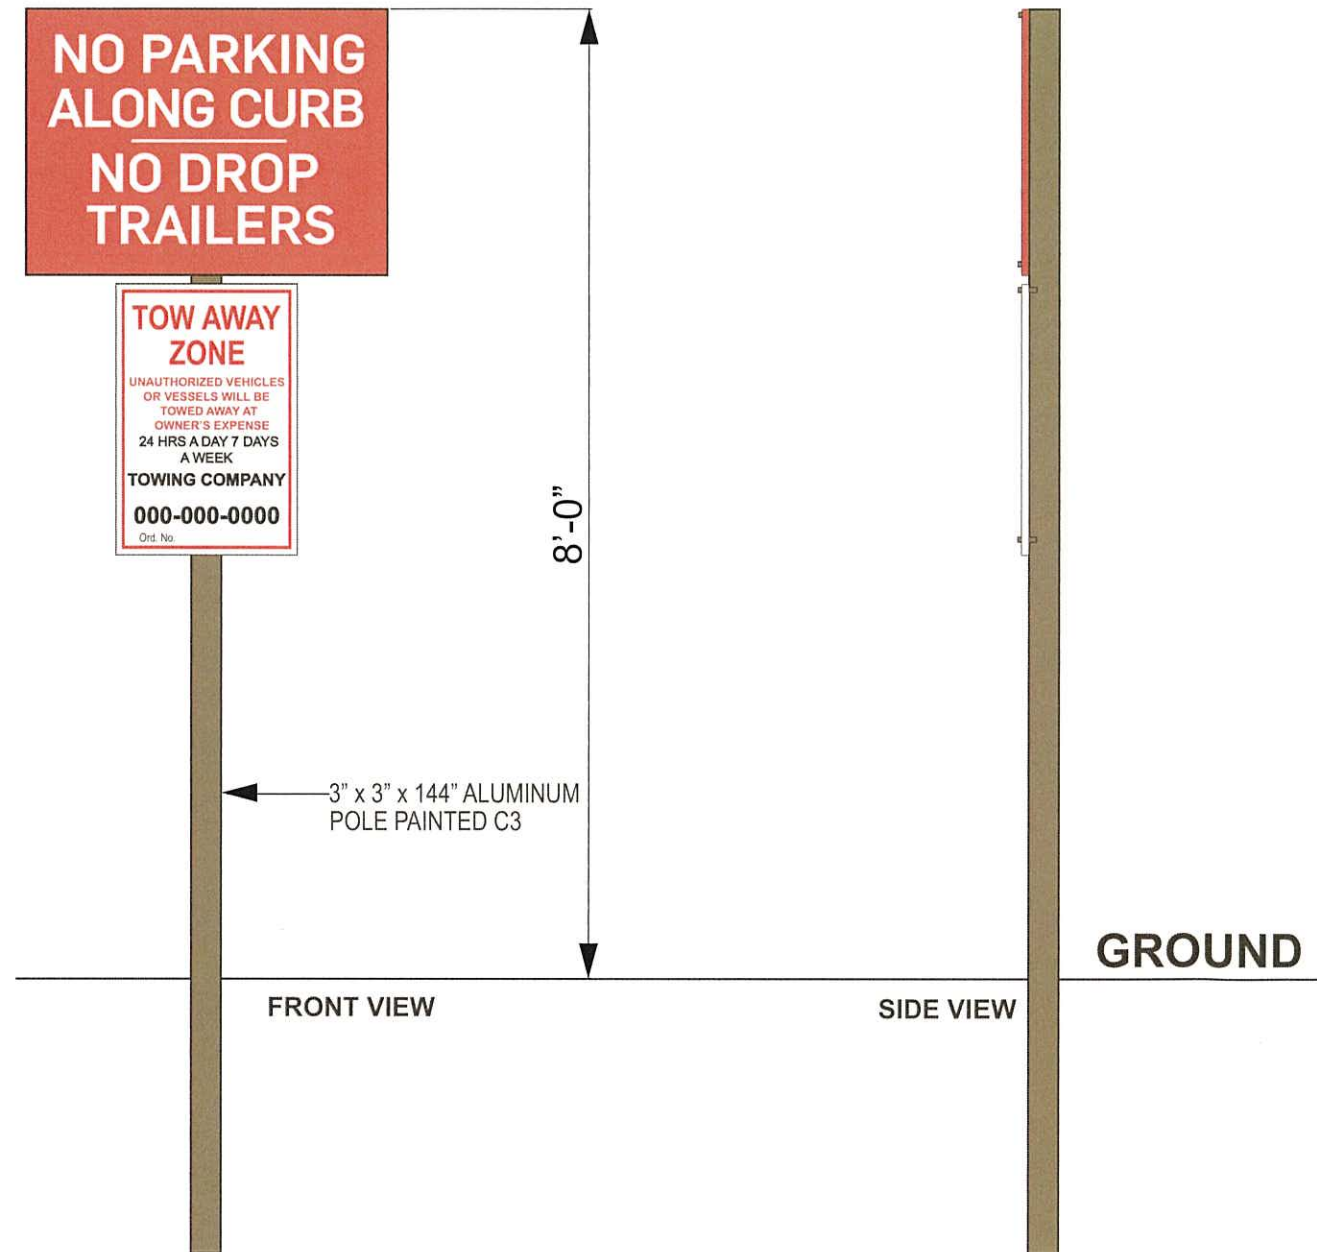 NO PARKING
ALONG CURB
NO DROP
TRAILERS
TOW AWAY
ZONE
UNAUTHORIZED VEHICLES
OR VESSELS WILL BE
TOWED AWAY AT
OWNER'S EXPENSE
24 HRS A DAY 7 DAYS
A WEEK
TOWING COMPANY
000-000-0000
Ord. No.
8'-0"
3" x 3" x 144" ALUMINUM
POLE PAINTED C3
GROUND
FRONT VIEW
SIDE VIEW